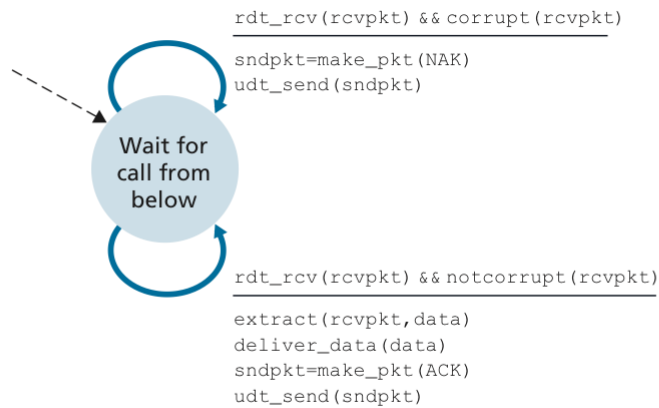 rdt_rcv(rcvpkt) && corrupt(rcvpkt)
sndpkt=make_pkt(NAK)
udt_send(sndpkt)
Wait for
call from
below
rdt_rcv(rcvpkt) && notcorrupt(rcvpkt)
extract(rcvpkt,data)
deliver_data(data)
sndpkt=make_pkt(ACK)
udt_send(sndpkt)